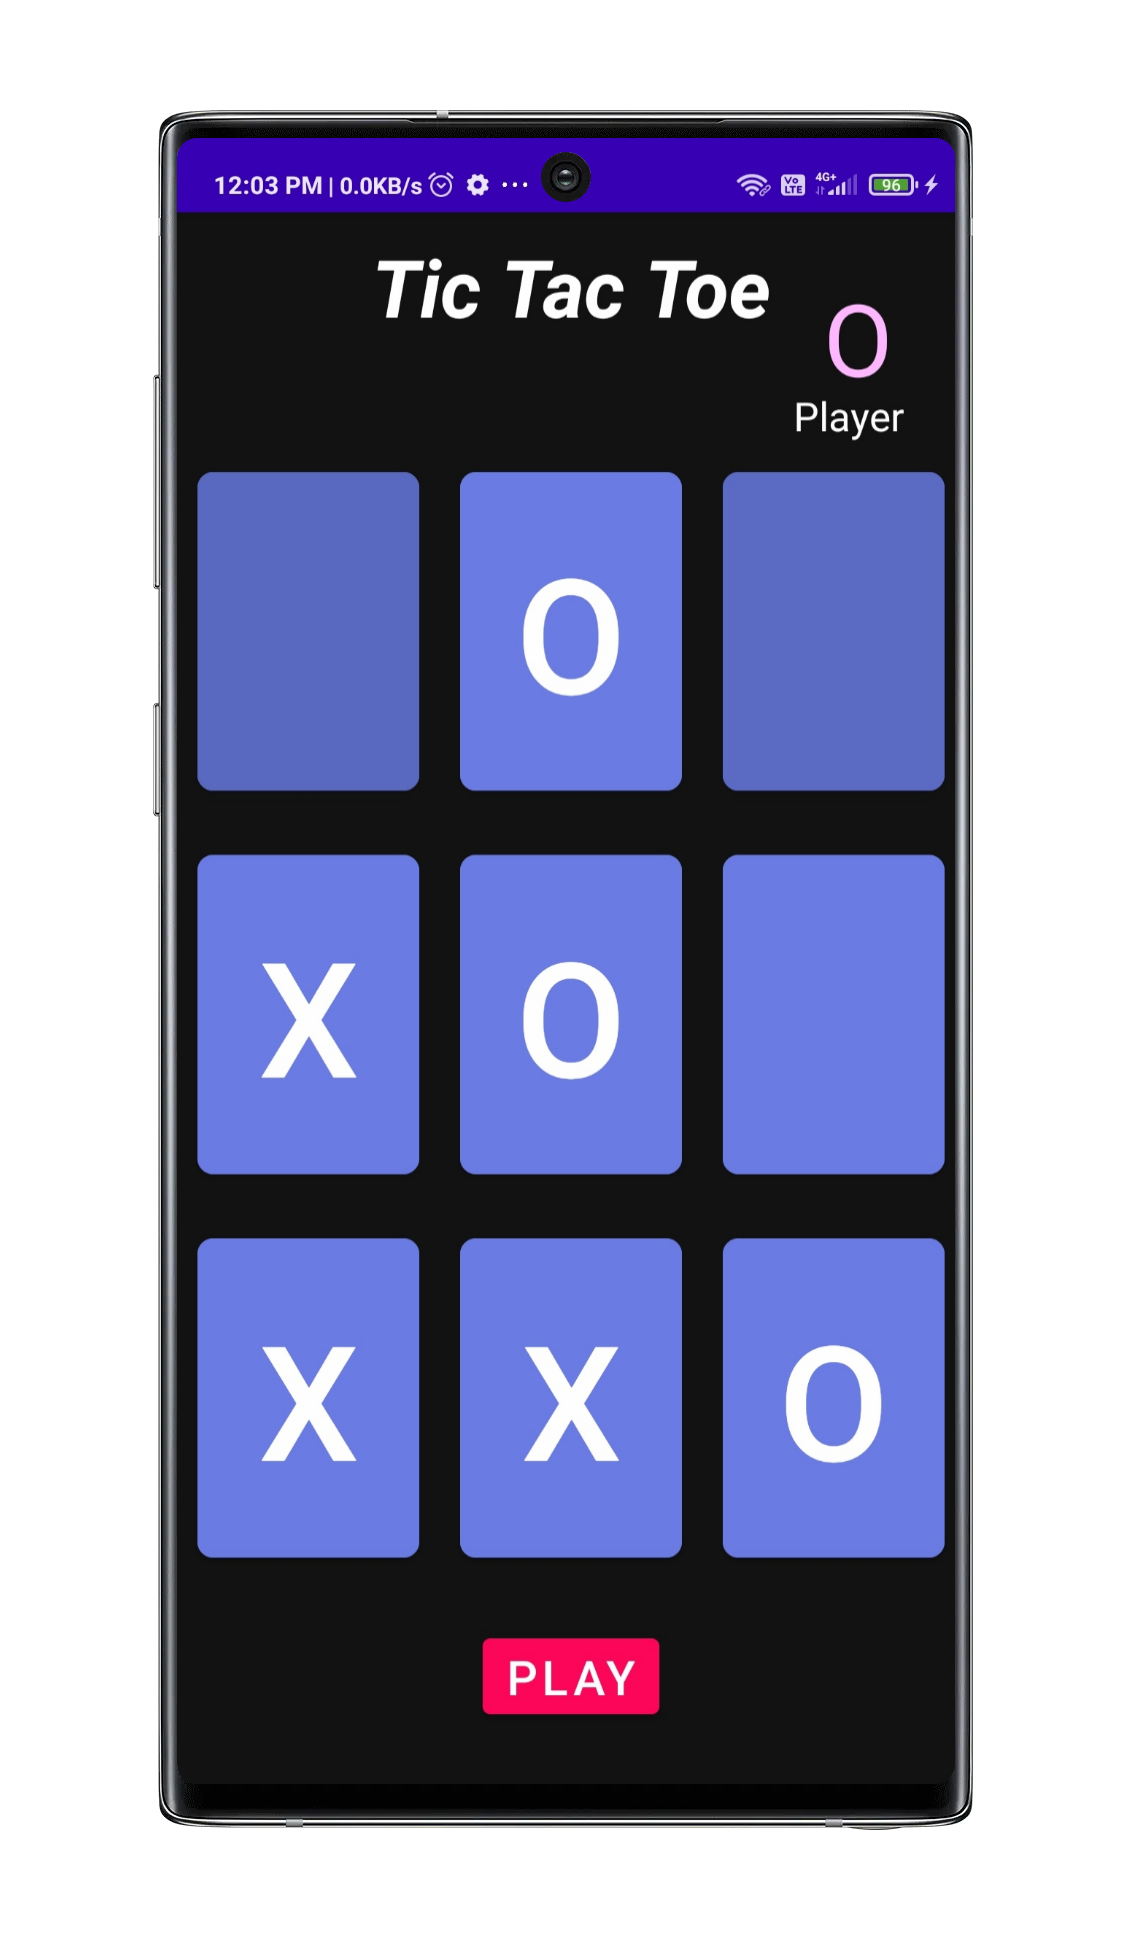 12:03 PM | 0.0KB/s ... Vo LTE 4G+ 96
Tic Tac Toe
O
Player
O
X O
X X O
PLAY